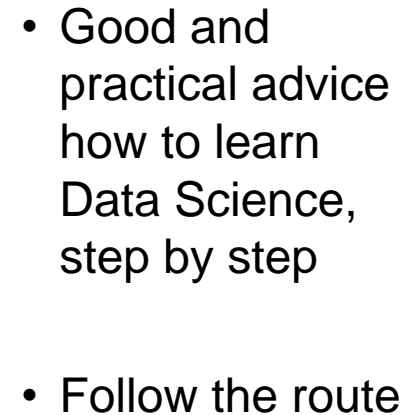 • Good and
practical advice
how to learn
Data Science,
step by step
• Follow the route